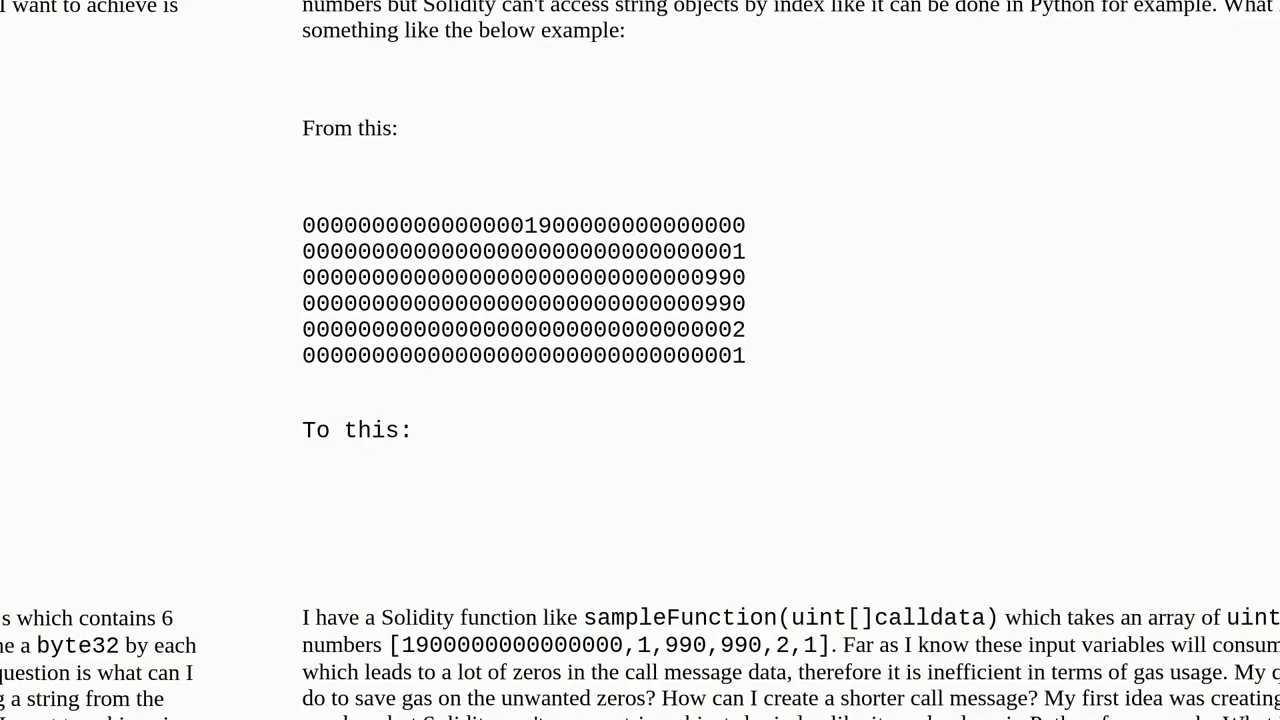 I want to achieve is
s which contains 6
ne a byte32 by each
question is what can I
g a string from the
numbers but Solidity can't access string objects by index like it can be done in Python for example. What
something like the below example:
From this:
00000000000000001900000000000000
00000000000000000000000000000001
00000000000000000000000000000990
00000000000000000000000000000990
00000000000000000000000000000002
00000000000000000000000000000001
To this:
I have a Solidity function like sampleFunction(uint[]calldata) which takes an array of uint
numbers [1900000000000000,1,990,990,2,1]. Far as I know these input variables will consum
which leads to a lot of zeros in the call message data, therefore it is inefficient in terms of gas usage. My q
do to save gas on the unwanted zeros? How can I create a shorter call message? My first idea was creating